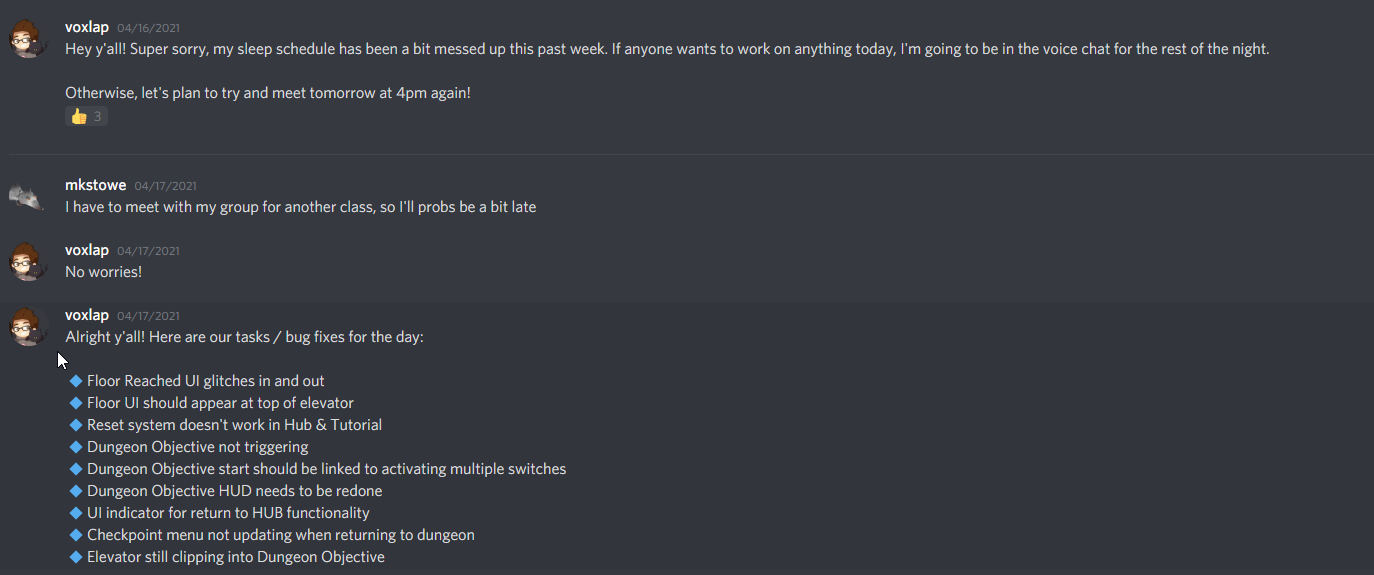 voxlap 04/16/2021
Hey y'all! Super sorry, my sleep schedule has been a bit messed up this past week. If anyone wants to work on anything today, I'm going to be in the voice chat for the rest of the night.
Otherwise, let's plan to try and meet tomorrow at 4pm again!
👍 3
mkstowe 04/17/2021
I have to meet with my group for another class, so I'll probs be a bit late
voxlap 04/17/2021
No worries!
voxlap 04/17/2021
Alright y'all! Here are our tasks / bug fixes for the day:
🔹 Floor Reached UI glitches in and out
🔹 Floor UI should appear at top of elevator
🔹 Reset system doesn't work in Hub & Tutorial
🔹 Dungeon Objective not triggering
🔹 Dungeon Objective start should be linked to activating multiple switches
🔹 Dungeon Objective HUD needs to be redone
🔹 UI indicator for return to HUB functionality
🔹 Checkpoint menu not updating when returning to dungeon
🔹 Elevator still clipping into Dungeon Objective